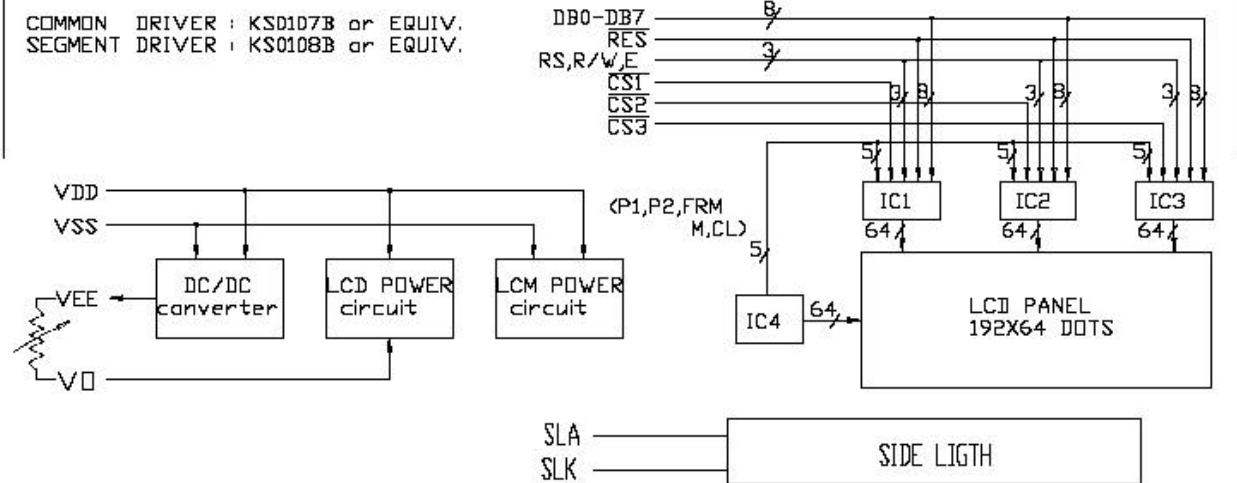 COMMON DRIVER : KS0107B or EQUIV.
SEGMENT DRIVER : KS0108B or EQUIV.
DB0-DB7
8
RES
RS,R/W,E
3
CS1
3
8
3
8
3
8
CS2
CS3
5
5
5
VDD
IC1
IC2
IC3
(P1,P2,FRM
M,CL)
VSS
64
64
64
5
DC/DC
converter
LCD POWER
circuit
LCM POWER
circuit
VEE
IC4
64
LCD PANEL
192X64 DOTS
VO
SLA
SLK
SIDE LIGTH